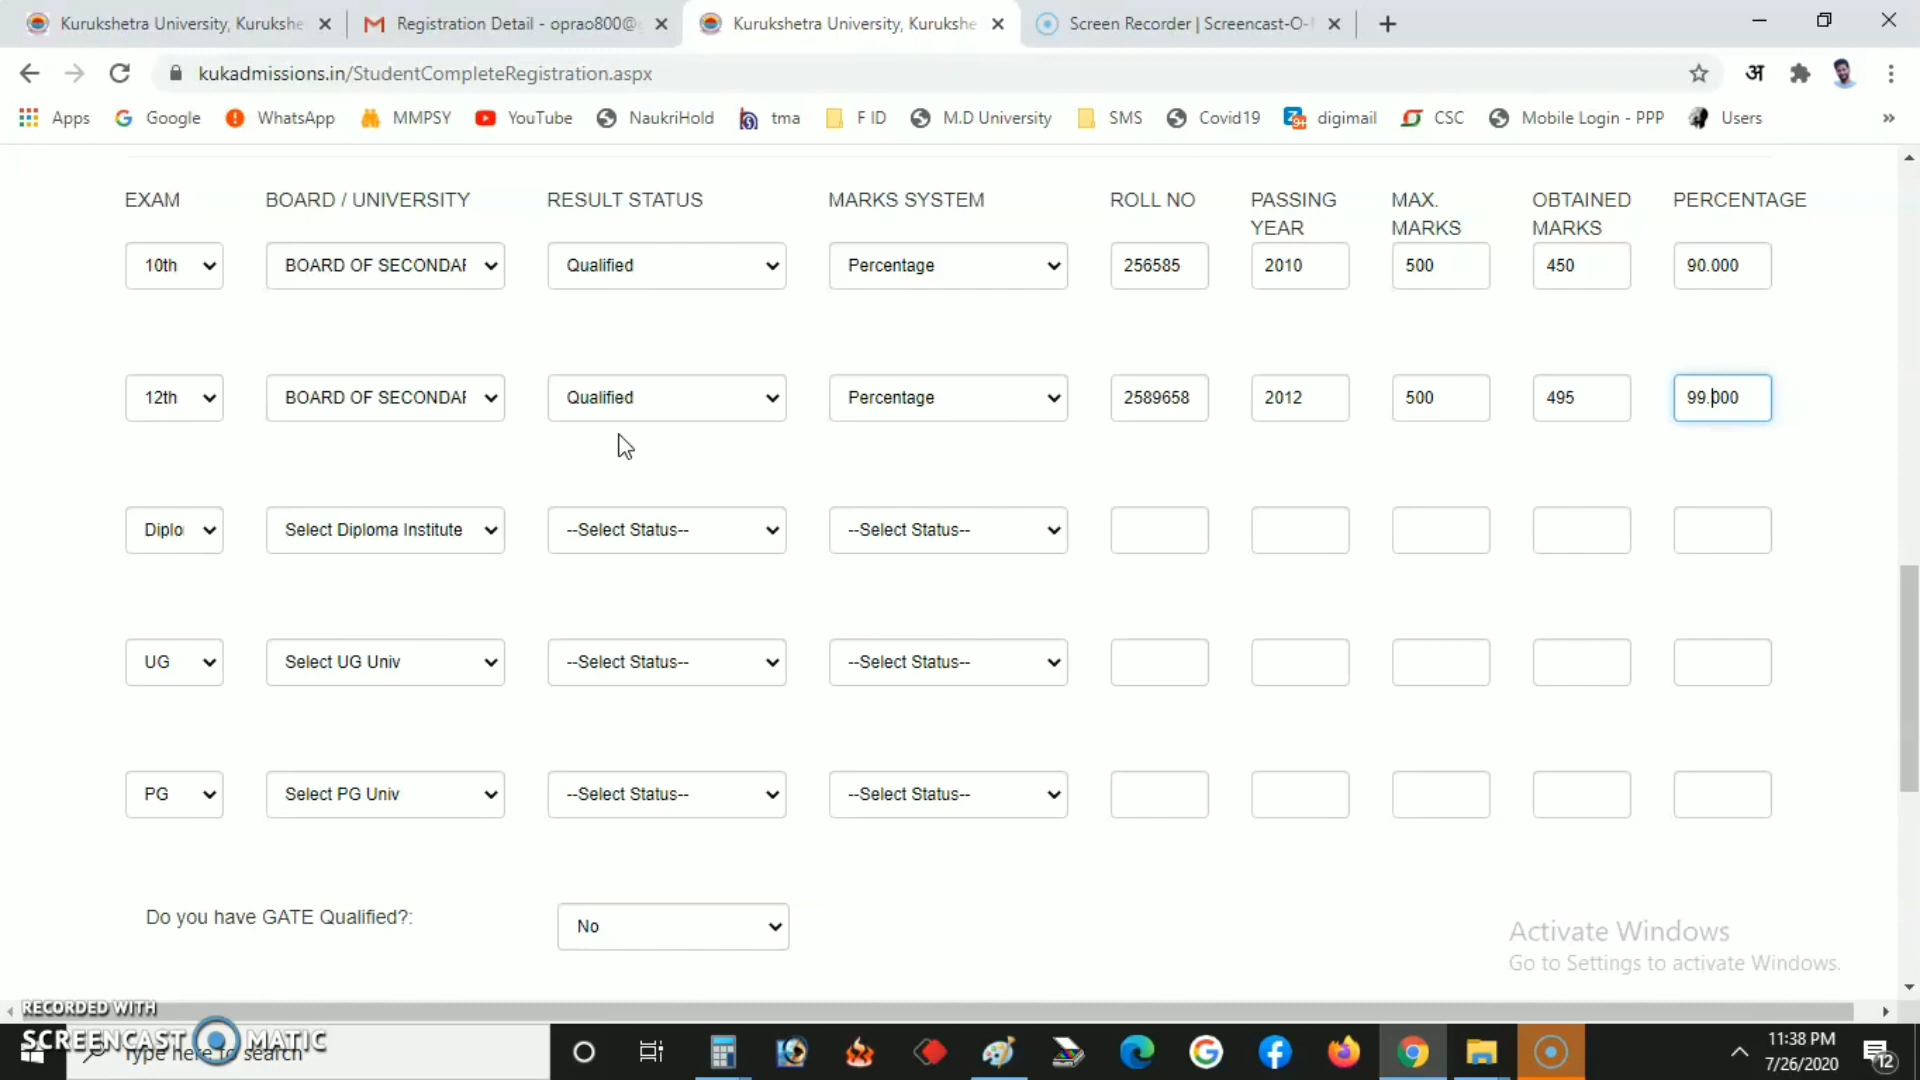 Kurukshetra University, Kurukshe
Registration Detail - oprao800@g
Kurukshetra University, Kurukshe
Screen Recorder | Screencast-O-
kukadmissions.in/StudentCompleteRegistration.aspx
अ
Apps
Google
WhatsApp
MMPSY
YouTube
NaukriHold
tma
F ID
M.D University
SMS
Covid19
digimail
CSC
Mobile Login - PPP
Users
»
EXAM
BOARD / UNIVERSITY
RESULT STATUS
MARKS SYSTEM
ROLL NO
PASSING
YEAR
MAX.
MARKS
OBTAINED
MARKS
PERCENTAGE
10th
BOARD OF SECONDAR
Qualified
Percentage
256585
2010
500
450
90.000
12th
BOARD OF SECONDAR
Qualified
Percentage
2589658
2012
500
495
99.000
Diplo
Select Diploma Institute
--Select Status--
--Select Status--
UG
Select UG Univ
--Select Status--
--Select Status--
PG
Select PG Univ
--Select Status--
--Select Status--
Do you have GATE Qualified?:
No
Activate Windows
Go to Settings to activate Windows.
RECORDED WITH
SCREENCAST MATIC
Type here to search
11:38 PM
7/26/2020
12